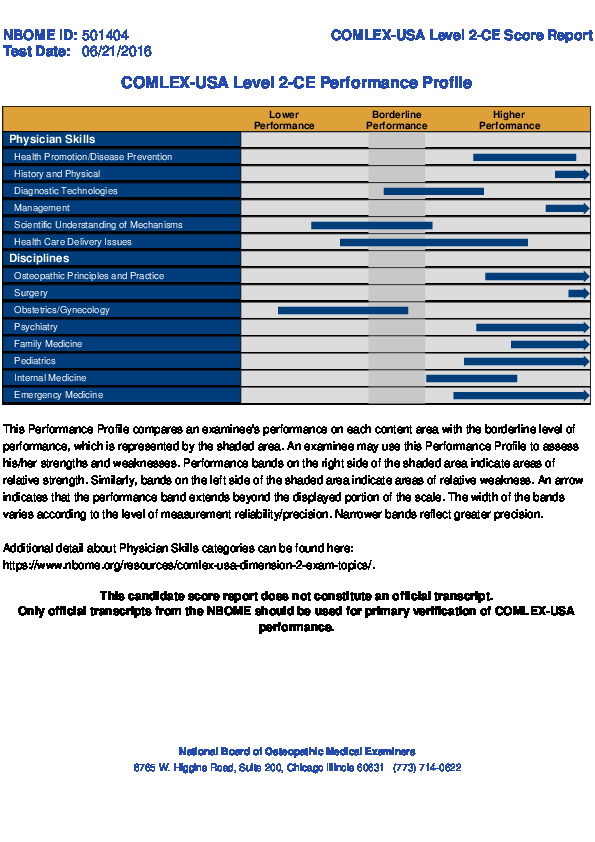 NBOME ID: 501404 COMLEX-USA Level 2-CE Score Report
Test Date: 06/21/2016
COMLEX-USA Level 2-CE Performance Profile
Lower Performance Borderline Performance Higher Performance
Physician Skills
Health Promotion/Disease Prevention
History and Physical
Diagnostic Technologies
Management
Scientific Understanding of Mechanisms
Health Care Delivery Issues
Disciplines
Osteopathic Principles and Practice
Surgery
Obstetrics/Gynecology
Psychiatry
Family Medicine
Pediatrics
Internal Medicine
Emergency Medicine
This Performance Profile compares an examinee's performance on each content area with the borderline level of
performance, which is represented by the shaded area. An examinee may use this Performance Profile to assess
his/her strengths and weaknesses. Performance bands on the right side of the shaded area indicate areas of
relative strength. Similarly, bands on the left side of the shaded area indicate areas of relative weakness. An arrow
indicates that the performance band extends beyond the displayed portion of the scale. The width of the bands
varies according to the level of measurement reliability/precision. Narrower bands reflect greater precision.
Additional detail about Physician Skills categories can be found here:
https://www.nbome.org/resources/comlex-usa-dimension-2-exam-topics/.
This candidate score report does not constitute an official transcript.
Only official transcripts from the NBOME should be used for primary verification of COMLEX-USA
performance.
National Board of Osteopathic Medical Examiners
8765 W. Higgins Road, Suite 200, Chicago Illinois 60631 (773) 714-0622